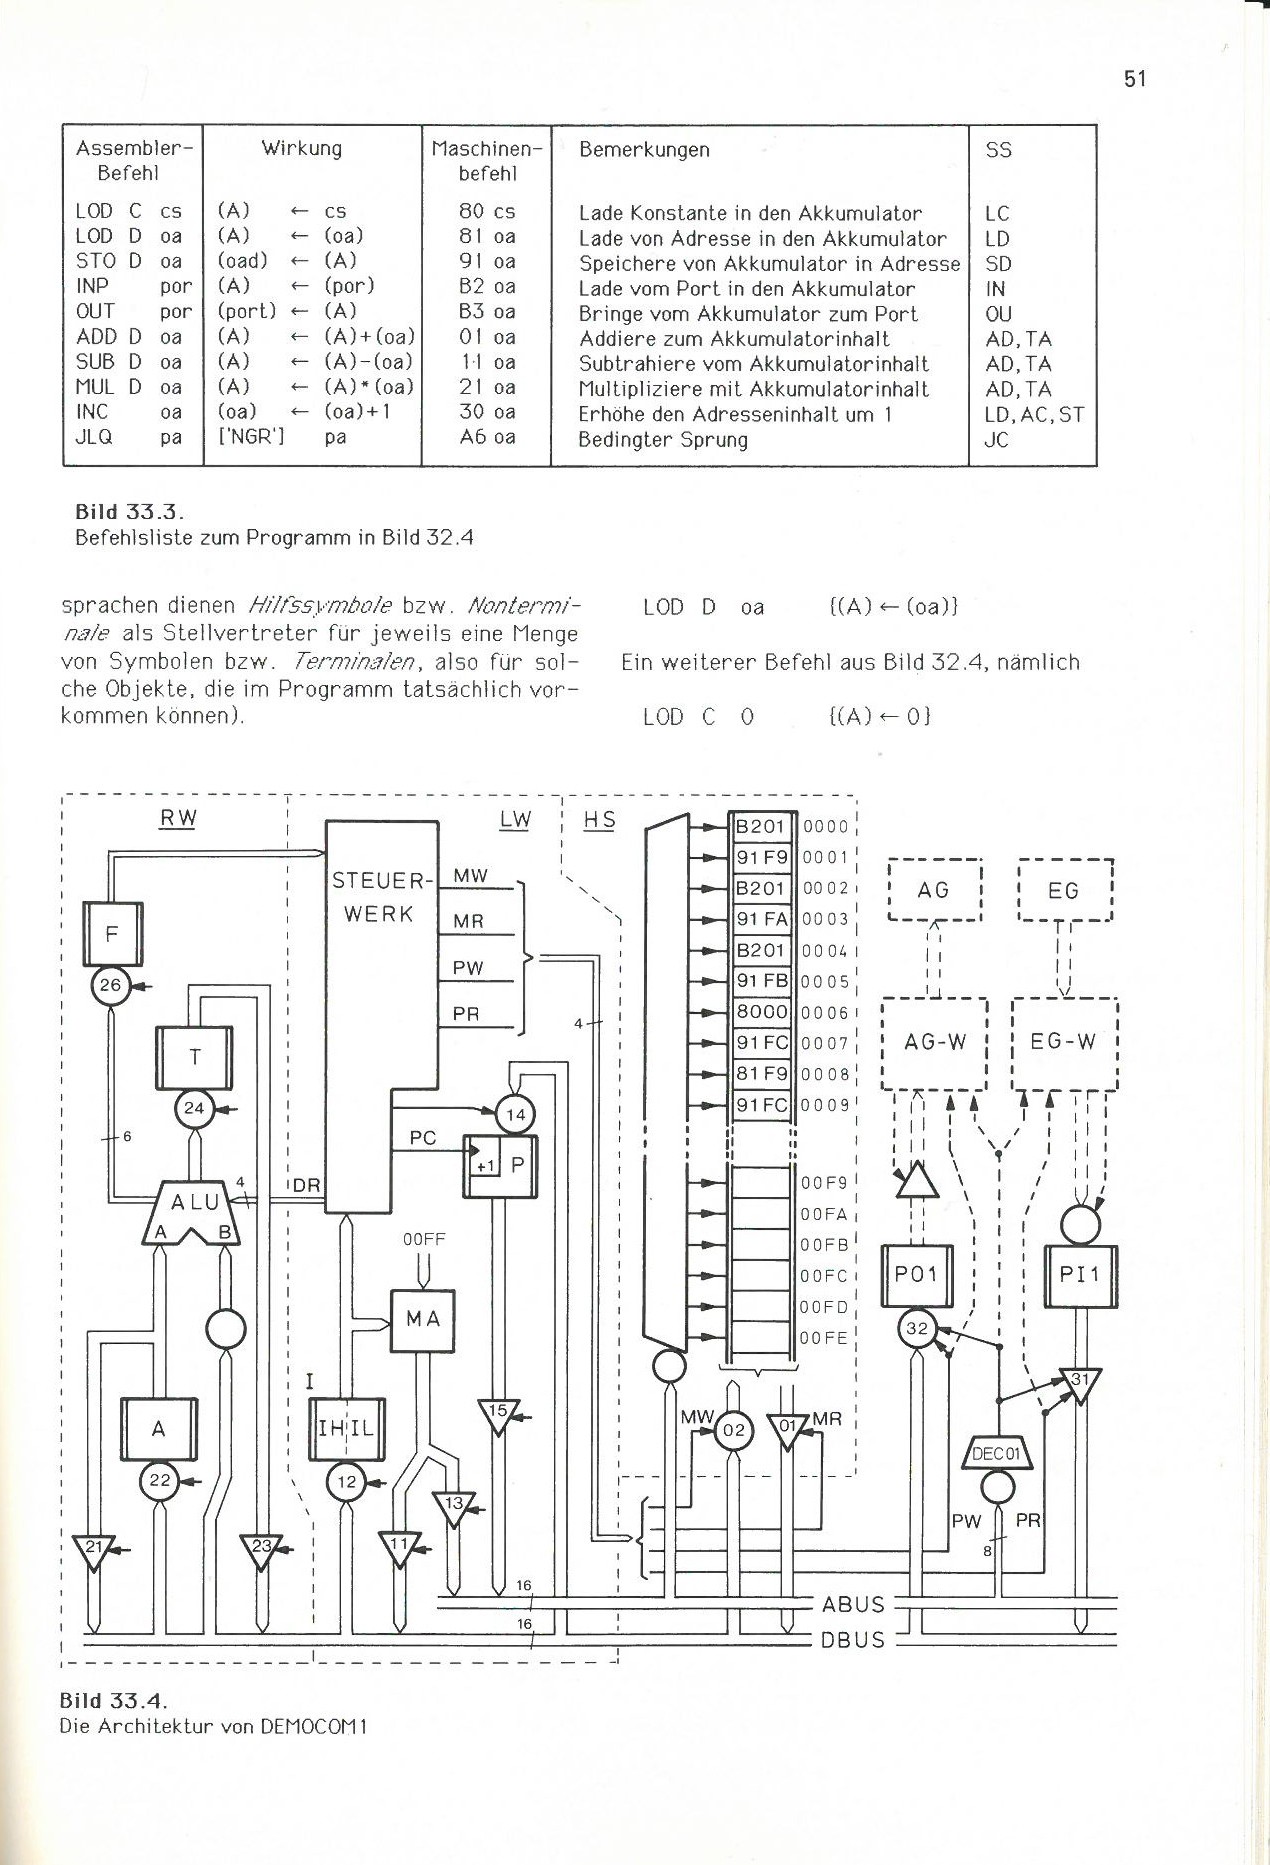 51
Assembler- Wirkung Maschinen- Bemerkungen SS
Befehl befehl
LOD C cs (A) ← cs 80 cs Lade Konstante in den Akkumulator LC
LOD D oa (A) ← (oa) 81 oa Lade von Adresse in den Akkumulator LD
STO D oa (oad) ← (A) 91 oa Speichere von Akkumulator in Adresse SD
INP por (A) ← (por) B2 oa Lade vom Port in den Akkumulator IN
OUT por (port) ← (A) B3 oa Bringe vom Akkumulator zum Port OU
ADD D oa (A) ← (A)+(oa) 01 oa Addiere zum Akkumulatorinhalt AD,TA
SUB D oa (A) ← (A)-(oa) 11 oa Subtrahiere vom Akkumulatorinhalt AD,TA
MUL D oa (A) ← (A)*(oa) 21 oa Multipliziere mit Akkumulatorinhalt AD,TA
INC oa (oa) ← (oa)+1 30 oa Erhöhe den Adresseninhalt um 1 LD,AC,ST
JLQ pa ['NGR'] pa A6 oa Bedingter Sprung JC
Bild 33.3.
Befehlsliste zum Programm in Bild 32.4
sprachen dienen Hilfssymbole bzw. Nontermi-
nale als Stellvertreter für jeweils eine Menge
von Symbolen bzw. Terminalen, also für sol-
che Objekte, die im Programm tatsächlich vor-
kommen können).
LOD D oa {(A) ← (oa)}
Ein weiterer Befehl aus Bild 32.4, nämlich
LOD C 0 {(A) ← 0}
RW
LW
HS
STEUER-
WERK
MW
MR
PW
PR
4
F
26
T
24
6
ALU
A B
4
DR
PC
14
+1 P
00FF
MA
I
IH IL
12
A
22
21
23
11
13
15
16
16
B201 0000
91F9 0001
B201 0002
91FA 0003
B201 0004
91FB 0005
8000 0006
91FC 0007
81F9 0008
91FC 0009
00F9
00FA
00FB
00FC
00FD
00FE
MW
02
01
MR
AG
EG
AG-W
EG-W
PO1
PI1
32
31
DEC01
PW
PR
8
ABUS
DBUS
Bild 33.4.
Die Architektur von DEMOCOM1